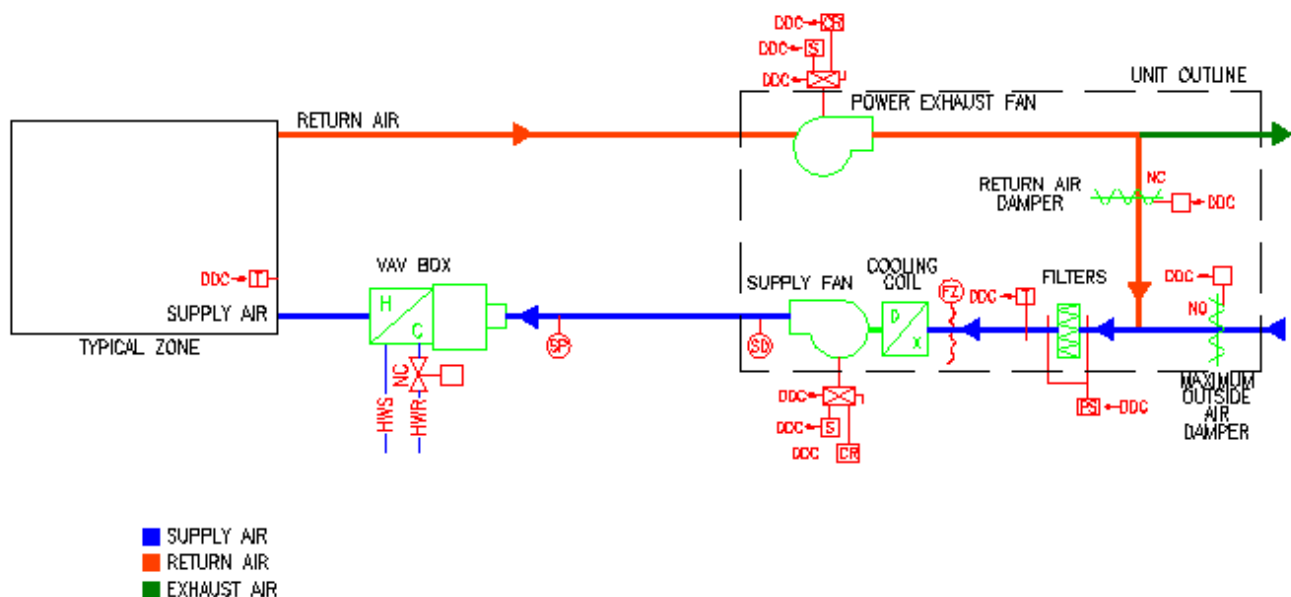 DDC CR
DDC S
DDC
UNIT OUTLINE
POWER EXHAUST FAN
RETURN AIR
NC
RETURN AIR
DAMPER
DDC
DDC T
VAV BOX
SUPPLY FAN
COOLING
COIL
FZ
DDC T
FILTERS
DDC
NO
SUPPLY AIR
H
C
SP
SD
D
X
TYPICAL ZONE
NC
HWS
HWR
DDC
DDC S
DDC CR
PS DDC
MAXIMUM
OUTSIDE
AIR
DAMPER
SUPPLY AIR
RETURN AIR
EXHAUST AIR